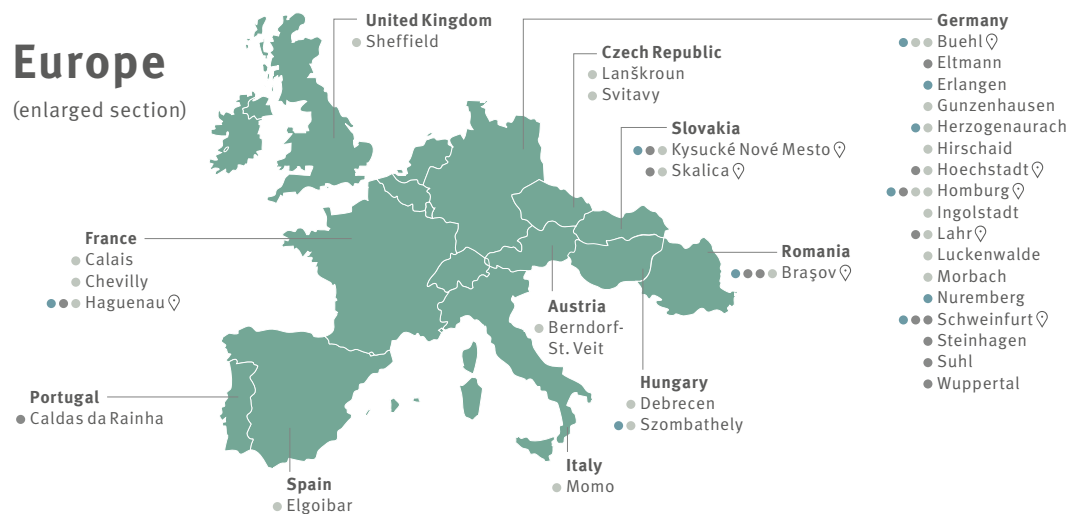 Europe
(enlarged section)
United Kingdom
Sheffield
Czech Republic
Lanškroun
Svitavy
Slovakia
Kysucké Nové Mesto
Skalica
Germany
Buehl
Eltmann
Erlangen
Gunzenhausen
Herzogenaurach
Hirschaid
Hoechstadt
Homburg
Ingolstadt
Lahr
Luckenwalde
Morbach
Nuremberg
Schweinfurt
Steinhagen
Suhl
Wuppertal
France
Calais
Chevilly
Haguenau
Romania
Braşov
Austria
Berndorf-
St. Veit
Hungary
Debrecen
Szombathely
Portugal
Caldas da Rainha
Italy
Momo
Spain
Elgoibar